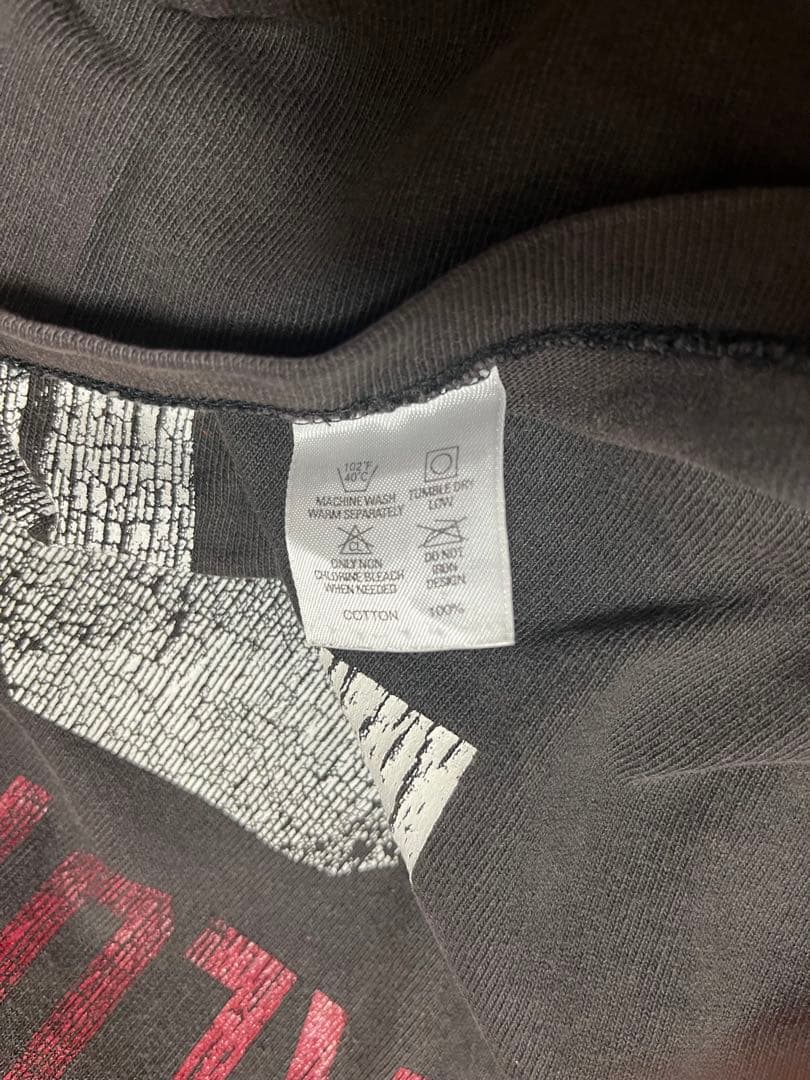 102°F
40°C
MACHINE WASH
WARM SEPARATELY
TUMBLE DRY
LOW.
CL
ONLY NON
CHLORINE BLEACH
WHEN NEEDED
DO NOT
IRON
DESIGN
COTTON 100%